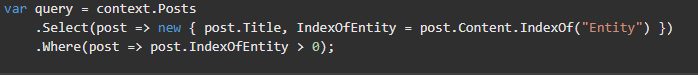 var query = context.Posts
.Select(post => new { post.Title, IndexOfEntity = post.Content.IndexOf("Entity") })
.Where(post => post.IndexOfEntity > 0);